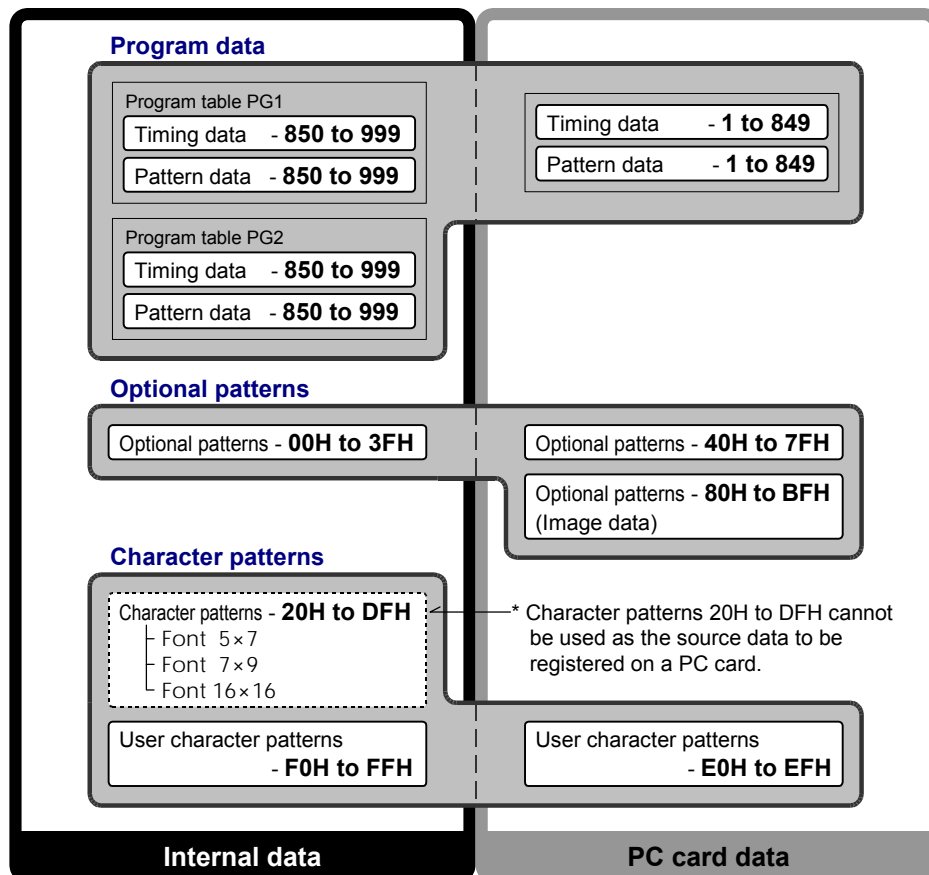 Program data
Program table PG1
Timing data - 850 to 999
Pattern data - 850 to 999
Timing data - 1 to 849
Pattern data - 1 to 849
Program table PG2
Timing data - 850 to 999
Pattern data - 850 to 999
Optional patterns
Optional patterns - 00H to 3FH
Optional patterns - 40H to 7FH
Optional patterns - 80H to BFH
(Image data)
Character patterns
Character patterns - 20H to DFH
Font 5×7
Font 7×9
Font 16×16
* Character patterns 20H to DFH cannot
be used as the source data to be
registered on a PC card.
User character patterns
- F0H to FFH
User character patterns
- E0H to EFH
Internal data
PC card data